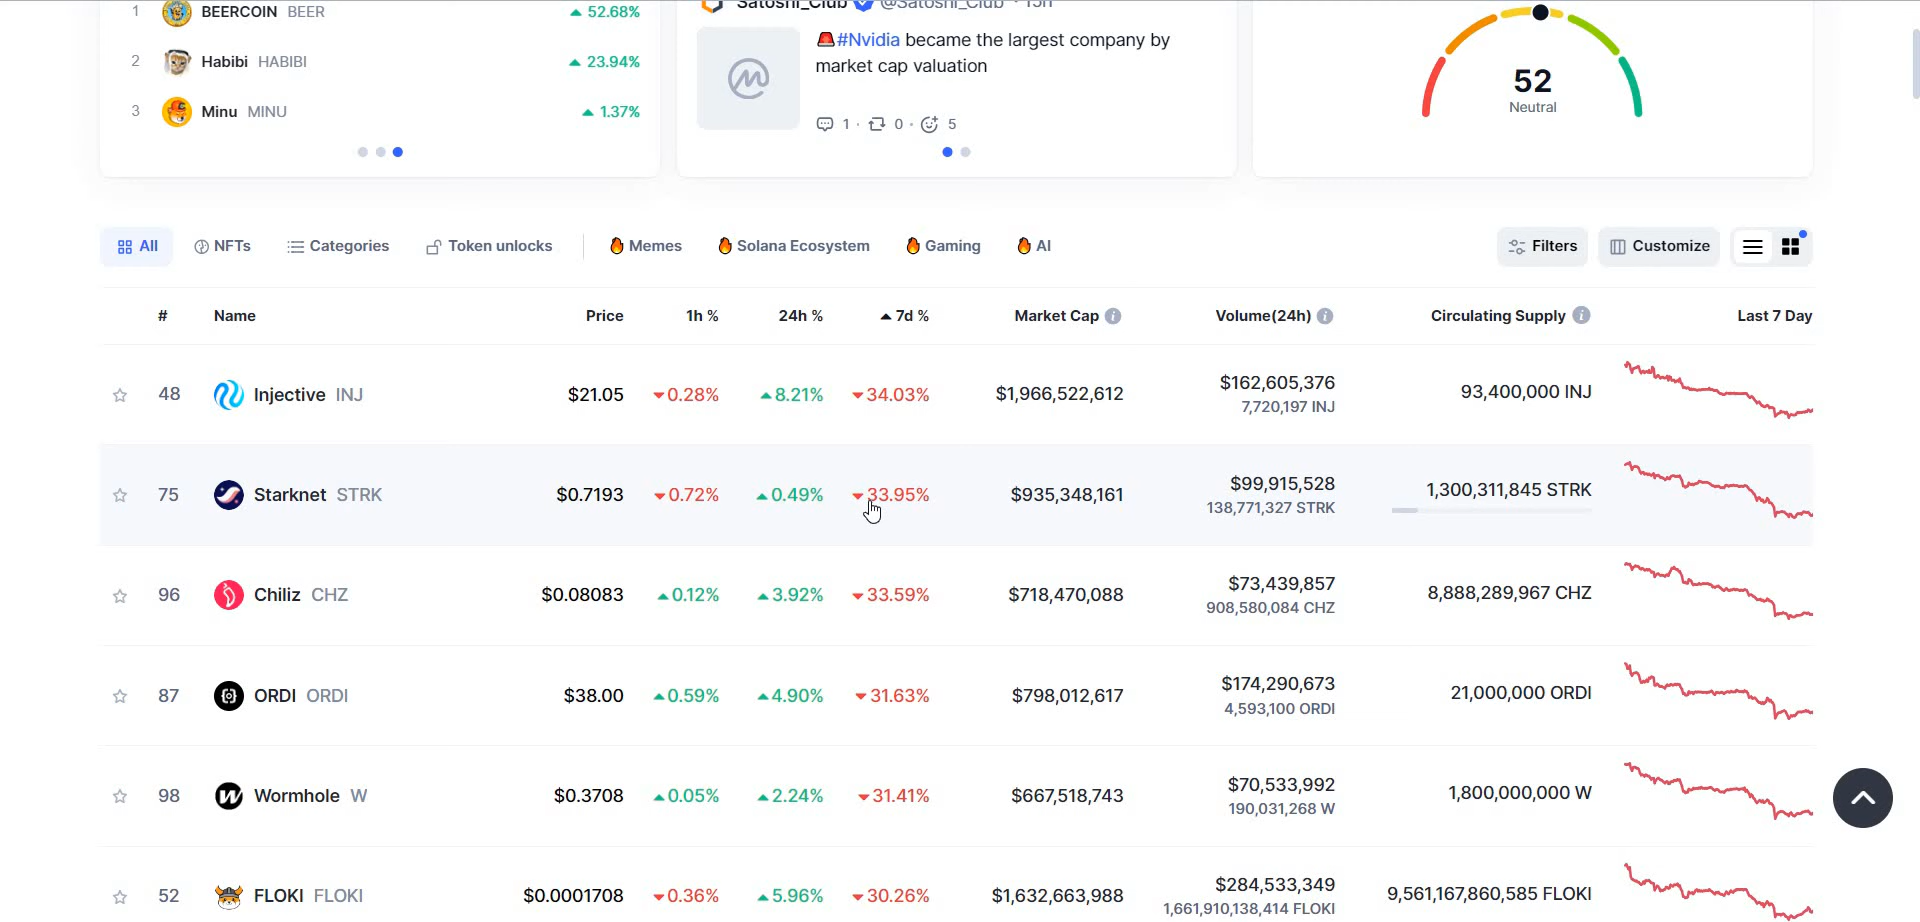 1 BEERCOIN BEER 52.68%
2 Habibi HABIBI 23.94%
3 Minu MINU 1.37%
Satoshi_Club @Satoshi_Club · 15h
#Nvidia became the largest company by
market cap valuation
1 · 0 · 5
52
Neutral
All NFTs Categories Token unlocks Memes Solana Ecosystem Gaming AI Filters Customize
# Name Price 1h % 24h % 7d % Market Cap Volume(24h) Circulating Supply Last 7 Day
48 Injective INJ $21.05 0.28% 8.21% 34.03% $1,966,522,612 $162,605,376 93,400,000 INJ
7,720,197 INJ
75 Starknet STRK $0.7193 0.72% 0.49% 33.95% $935,348,161 $99,915,528 1,300,311,845 STRK
138,771,327 STRK
96 Chiliz CHZ $0.08083 0.12% 3.92% 33.59% $718,470,088 $73,439,857 8,888,289,967 CHZ
908,580,084 CHZ
87 ORDI ORDI $38.00 0.59% 4.90% 31.63% $798,012,617 $174,290,673 21,000,000 ORDI
4,593,100 ORDI
98 Wormhole W $0.3708 0.05% 2.24% 31.41% $667,518,743 $70,533,992 1,800,000,000 W
190,031,268 W
52 FLOKI FLOKI $0.0001708 0.36% 5.96% 30.26% $1,632,663,988 $284,533,349 9,561,167,860,585 FLOKI
1,661,910,138,414 FLOKI